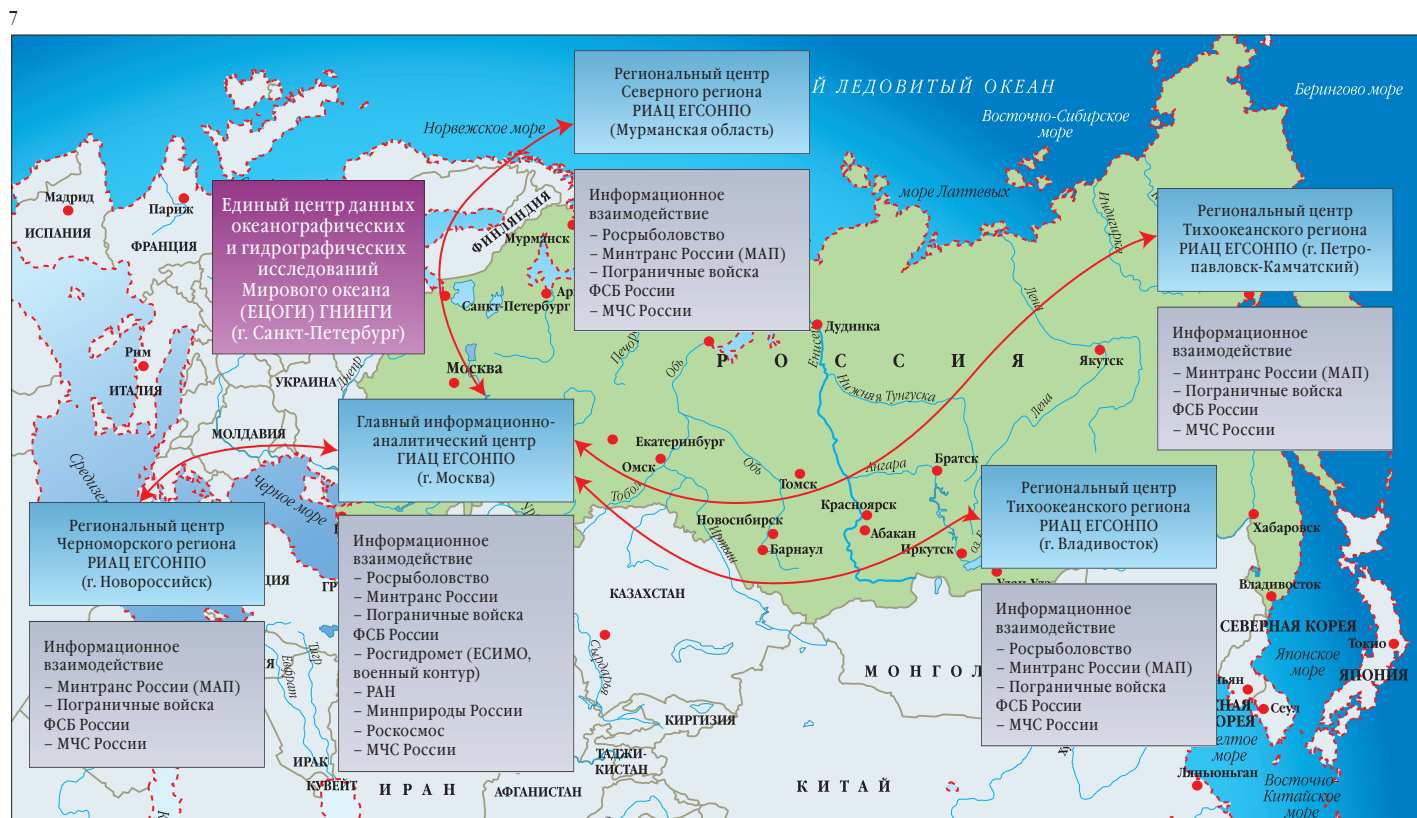 7
Региональный центр
Северного региона
РИАЦ ЕГСОНПО
(Мурманская область)
Й ЛЕДОВИТЫЙ ОКЕАН
Берингово море
Восточно-Сибирское
море
Норвежское море
море Лаптевых
Информационное
взаимодействие
– Росрыболовство
– Минтранс России (МАП)
– Пограничные войска
ФСБ России
– МЧС России
Единый центр данных
океанографических
и гидрографических
исследований
Мирового океана
(ЕЦОГИ) ГНИНГИ
(г. Санкт-Петербург)
Региональный центр
Тихоокеанского региона
РИАЦ ЕГСОНПО (г. Петро-
павловск-Камчатский)
Информационное
взаимодействие
– Минтранс России (МАП)
– Пограничные войска
ФСБ России
– МЧС России
Мадрид
ИСПАНИЯ
Париж
ФРАНЦИЯ
ФИНЛЯНДИЯ
Мурманск
Санкт-Петербург
Индигирка
Лена
Рим
ИТАЛИЯ
УКРАИНА
Днепр
МОЛДАВИЯ
Москва
Обь
Дудинка
РОССИЯ
Нижняя Тунгуска
Якутск
Лена
Главный информационно-
аналитический центр
ГИАЦ ЕГСОНПО
(г. Москва)
Екатеринбург
Омск
Тобол
Обь
Томск
Ангара
Братск
Новосибирск
Барнаул
Иртыш
Красноярск
Абакан
Иркутск
Черное море
Региональный центр
Черноморского региона
РИАЦ ЕГСОНПО
(г. Новороссийск)
Информационное
взаимодействие
– Минтранс России (МАП)
– Пограничные войска
ФСБ России
– МЧС России
Информационное
взаимодействие
– Росрыболовство
– Минтранс России
– Пограничные войска
ФСБ России
– Росгидромет (ЕСИМО,
военный контур)
– РАН
– Минприроды России
– Роскосмос
– МЧС России
Региональный центр
Тихоокеанского региона
РИАЦ ЕГСОНПО
(г. Владивосток)
Информационное
взаимодействие
– Росрыболовство
– Минтранс России (МАП)
– Пограничные войска
ФСБ России
– МЧС России
Хабаровск
Владивосток
СЕВЕРНАЯ КОРЕЯ
Японское
море
Токио
ЯПОНИЯ
Сеул
Ляньюньган
Восточно-
Китайское
море
КАЗАХСТАН
Сырдарья
МОНГОЛ
КИРГИЗИЯ
ТАДЖИ-
КИСТАН
АФГАНИСТАН
КИТАЙ
Тигр
Евфрат
ИРАК
КУВЕЙТ
ИРАН